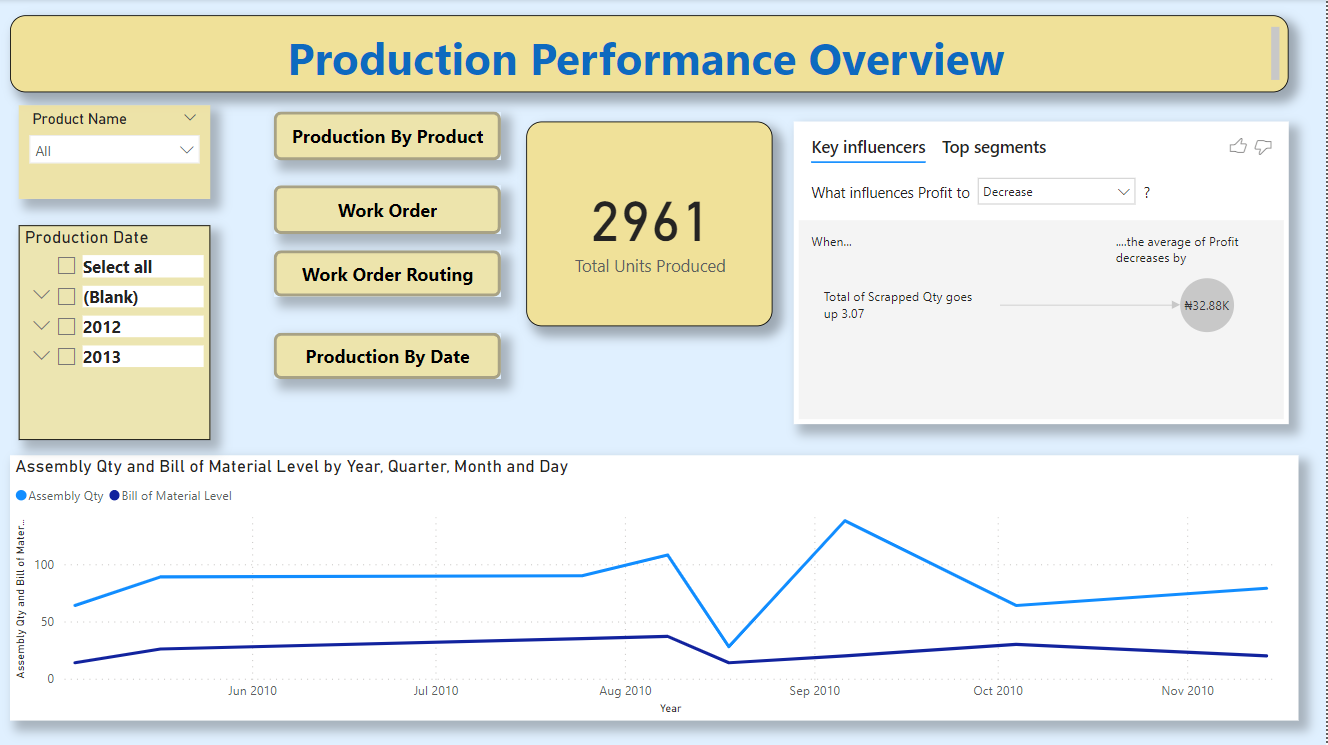 Production Performance Overview
Product Name
All
Production Date
Select all
(Blank)
2012
2013
Production By Product
Work Order
Work Order Routing
Production By Date
2961
Total Units Produced
Key influencers Top segments
What influences Profit to Decrease ?
When...
....the average of Profit
decreases by
Total of Scrapped Qty goes
up 3.07
₦32.88K
Assembly Qty and Bill of Material Level by Year, Quarter, Month and Day
Assembly Qty Bill of Material Level
Assembly Qty and Bill of Mater...
100
50
0
Jun 2010 Jul 2010 Aug 2010 Sep 2010 Oct 2010 Nov 2010
Year